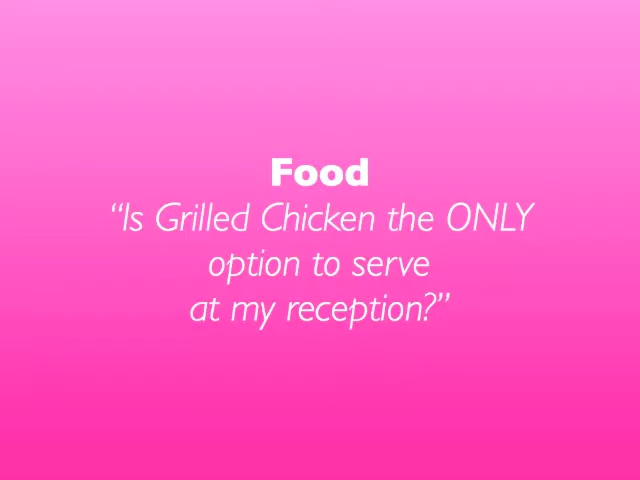 Food
“Is Grilled Chicken the ONLY
option to serve
at my reception?”